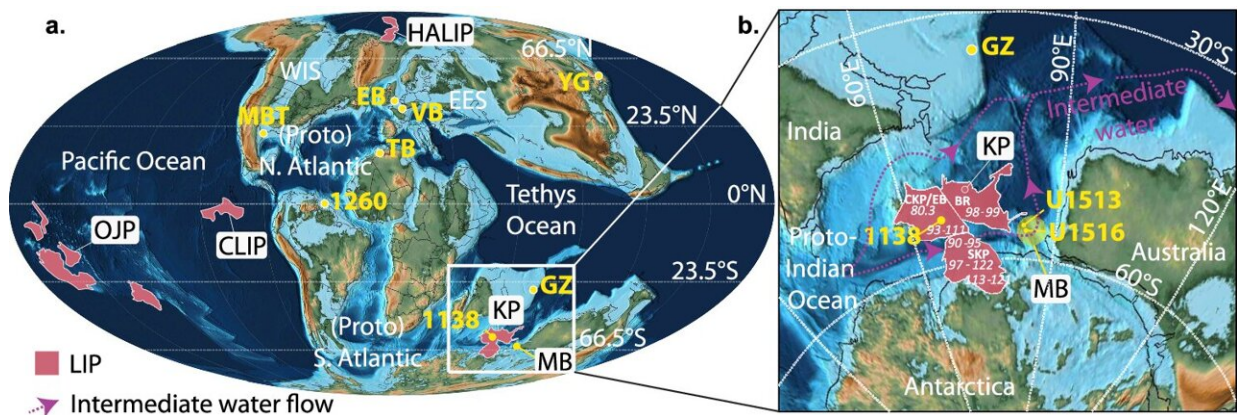 a.
HALIP
66.5°N
WIS
YG
EB
EES
VB
MBT
23.5°N
(Proto)
N. Atlantic
TB
Pacific Ocean
Tethys
Ocean
0°N
1260
OJP
CLIP
23.5°S
GZ
KP
1138
(Proto)
S. Atlantic
66.5°S
MB
LIP
Intermediate water flow
b.
GZ
30°S
90°E
60°E
Intermediate
water
India
KP
CKP/EB
BR
80.3
98-99
120°E
U1513
1138
93-111
U1516
90-95
SKP
Proto-
Indian
Ocean
97-122
Australia
113-121
MB
60°S
Antarctica